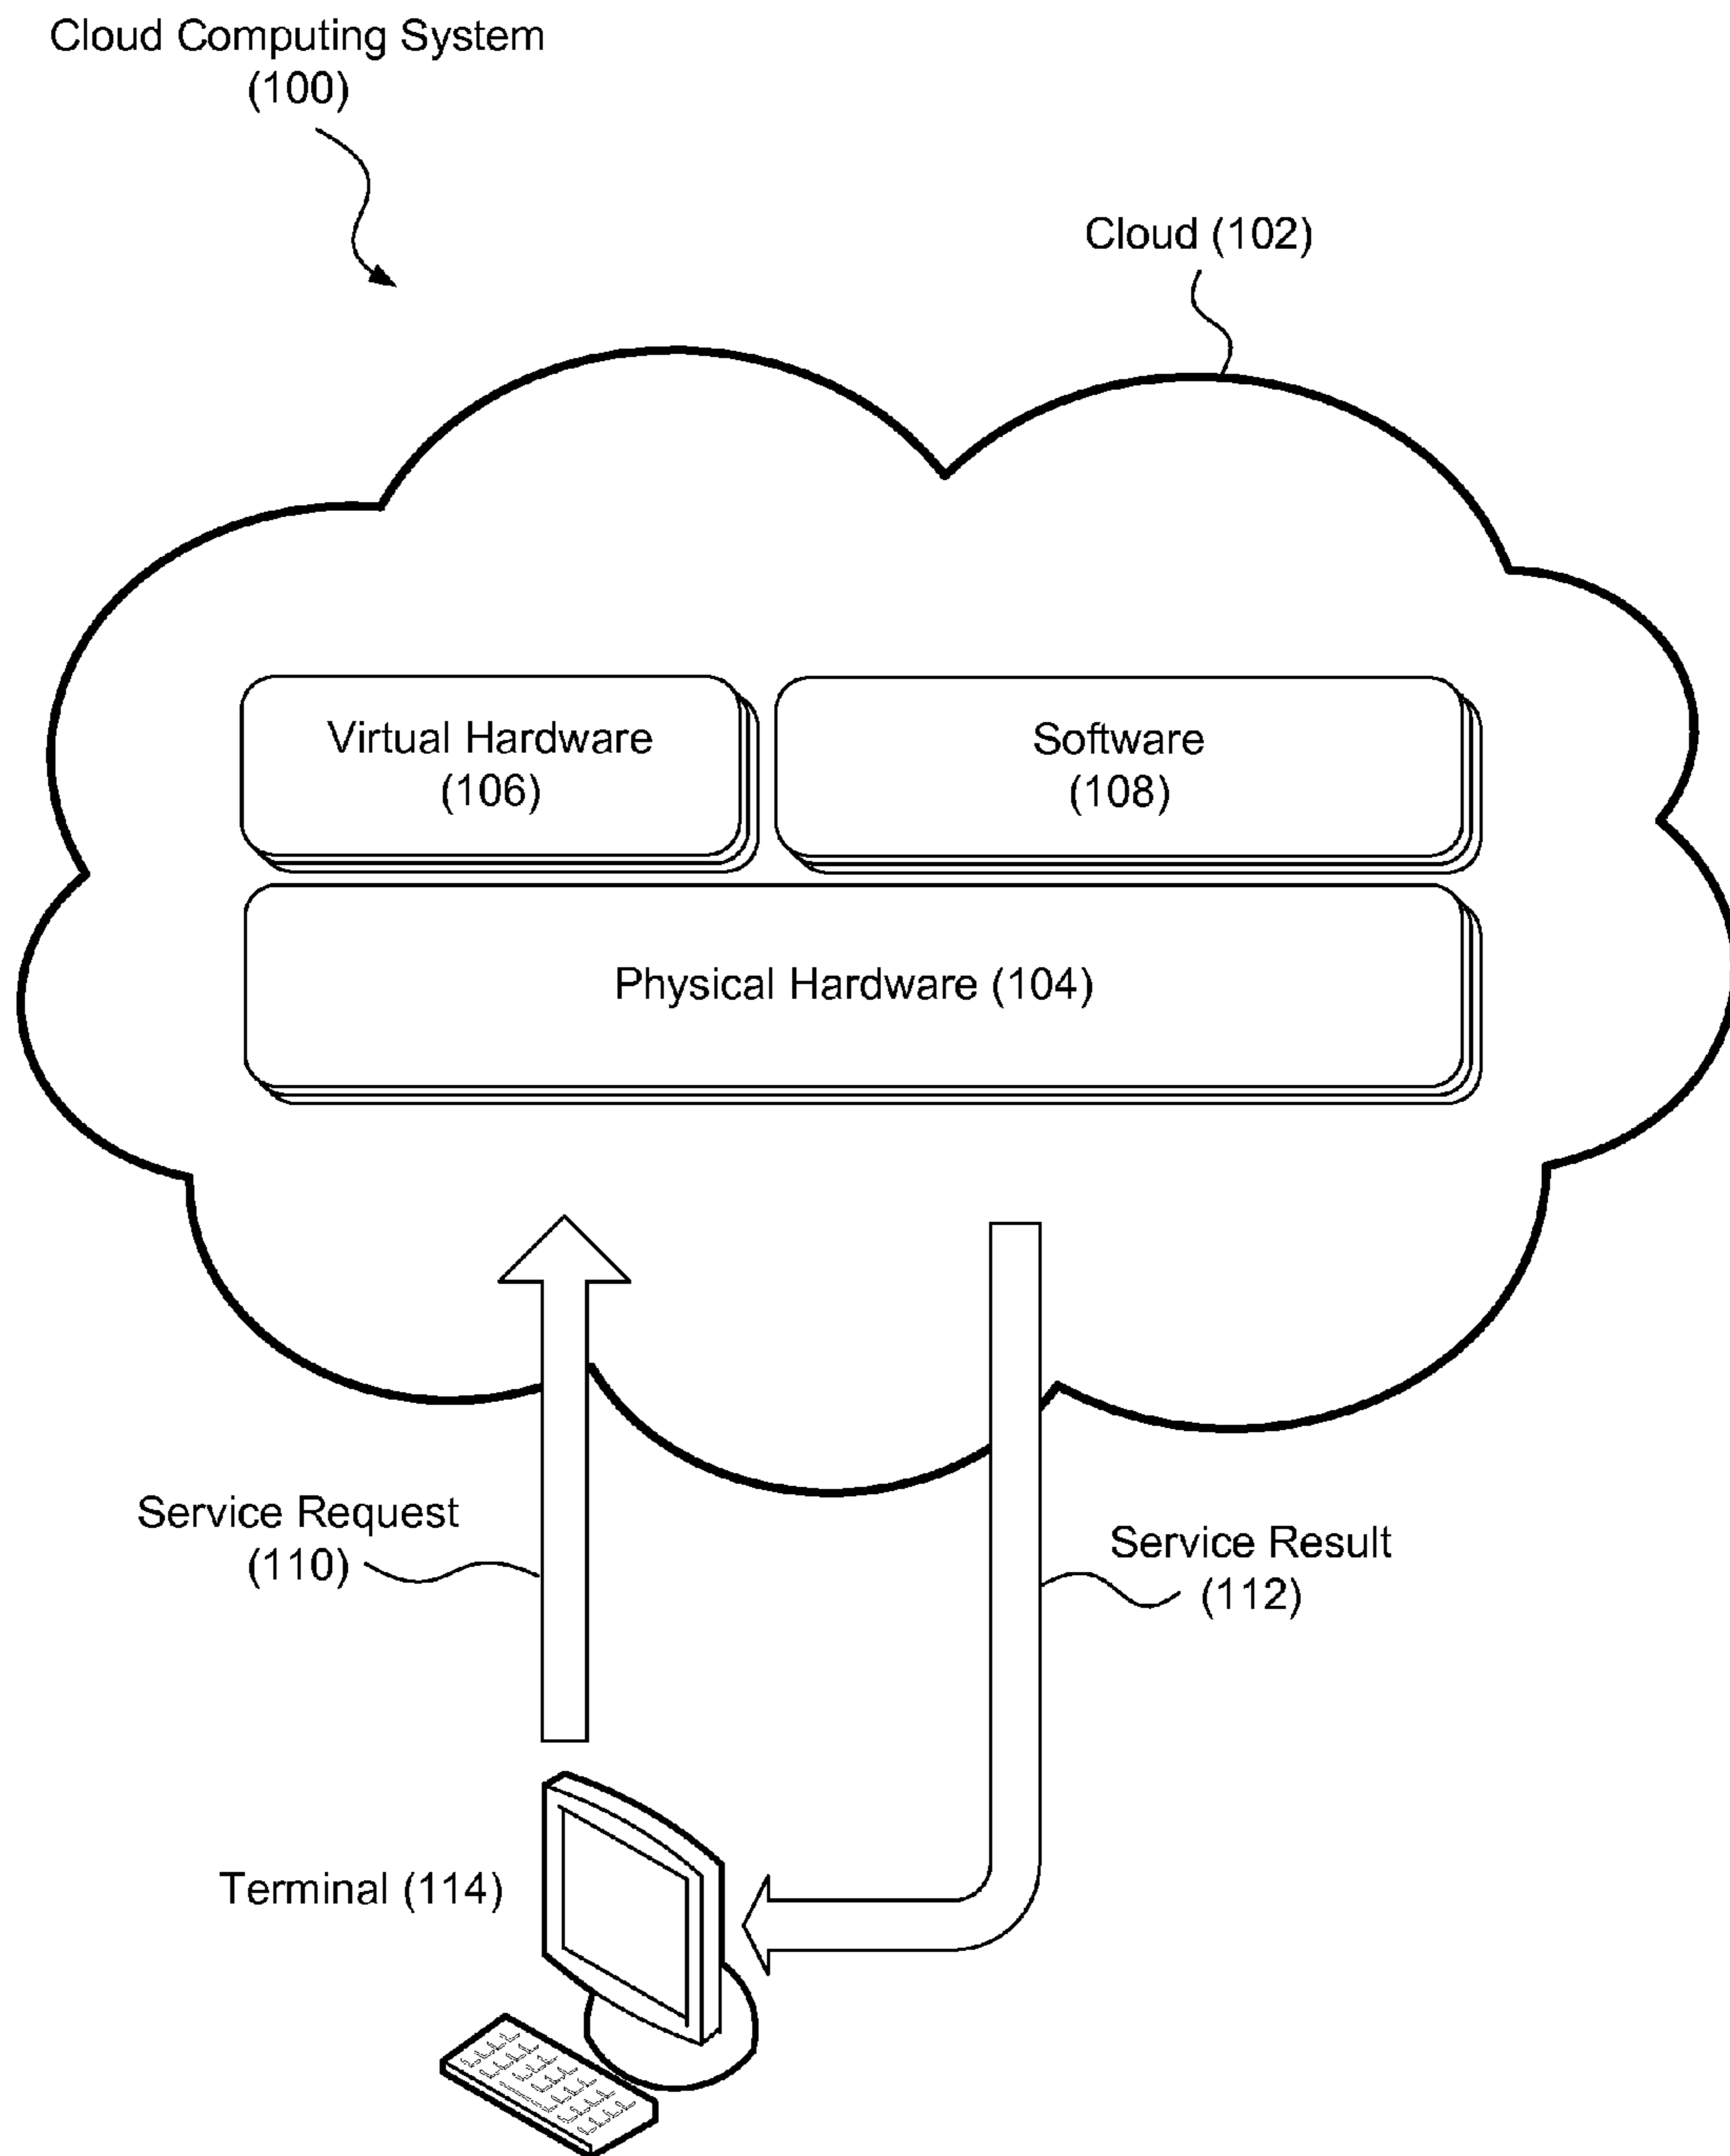 Cloud Computing System
(100)
Cloud (102)
Virtual Hardware
(106)
Software
(108)
Physical Hardware (104)
Service Request
(110)
Service Result
(112)
Terminal (114)